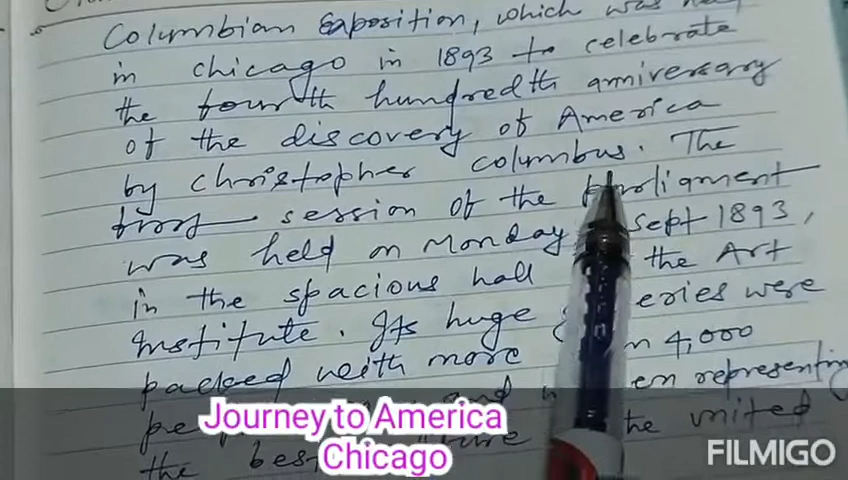 Columbian Exposition, which was
in chicago in 1893 to celebrate
the fourth hundredth anniversary
of the discovery of America
by christopher columbus. The
first session of the Parliament
was held on Monday Sept 1893,
in the spacious hall the Art
Institute. Its huge eries were
packed with more n 4,000
and en representing
the best the united
Journey to America
Chicago
FILMIGO